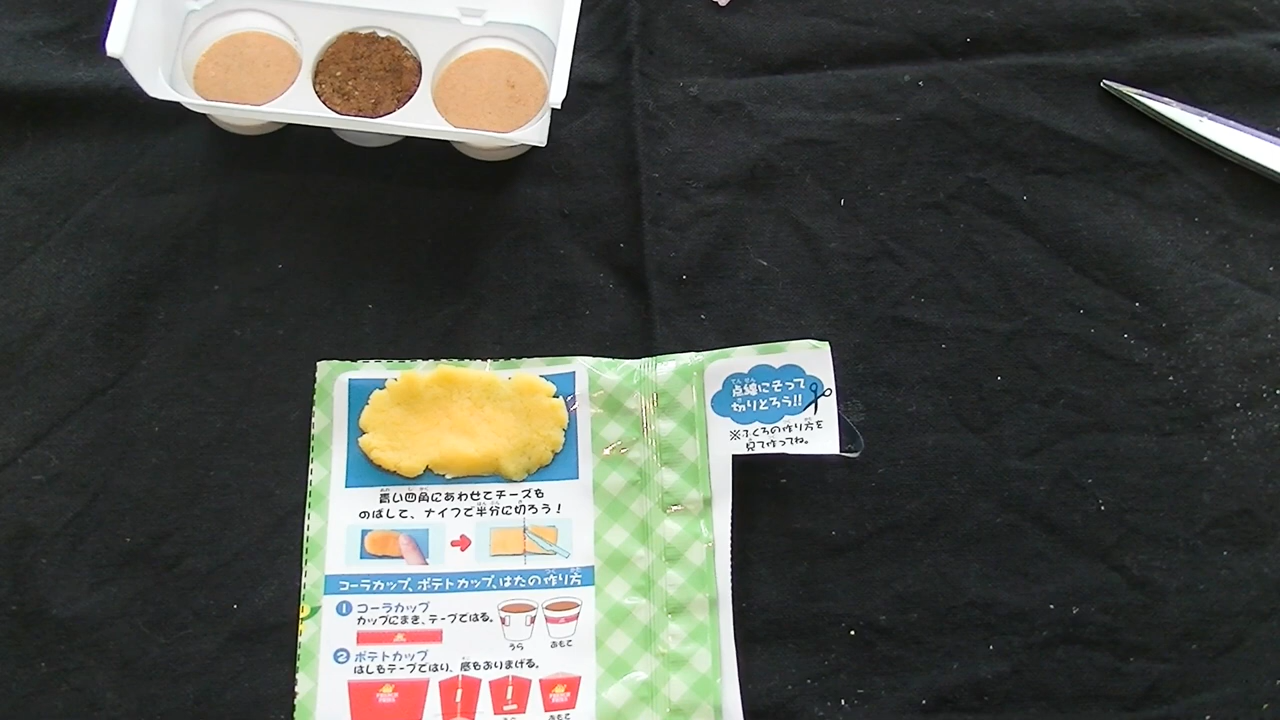 点線にそって
切りとろう!!
※ふくろの作り方を
見て作ってね。
青い四角にあわせてチーズを
のばして、ナイフで半分に切ろう!
コーラカップ、ポテトカップ、はたの作り方
1 コーラカップ
カップにまき、テープではる。
うら おもて
2 ポテトカップ
はしをテープではり、底をおりまげる。
おもて